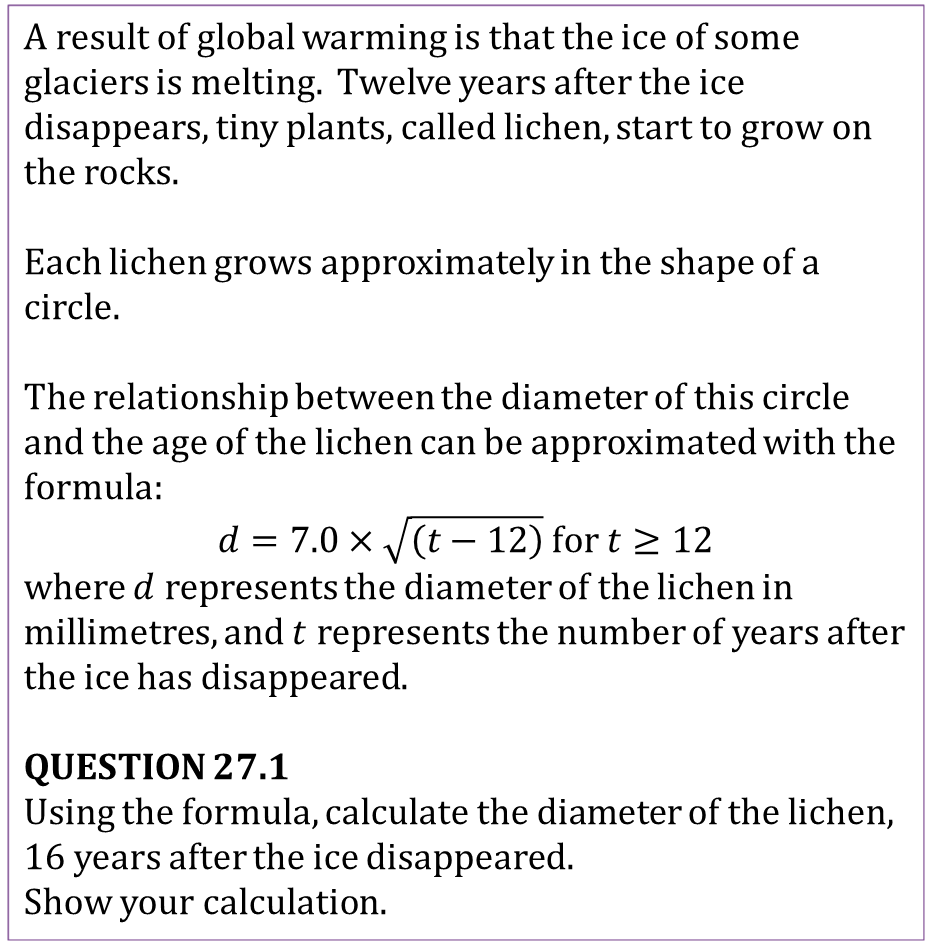 A result of global warming is that the ice of some
glaciers is melting. Twelve years after the ice
disappears, tiny plants, called lichen, start to grow on
the rocks.
Each lichen grows approximately in the shape of a
circle.
The relationship between the diameter of this circle
and the age of the lichen can be approximated with the
formula:
d = 7.0 × √(t − 12) for t ≥ 12
where d represents the diameter of the lichen in
millimetres, and t represents the number of years after
the ice has disappeared.
QUESTION 27.1
Using the formula, calculate the diameter of the lichen,
16 years after the ice disappeared.
Show your calculation.